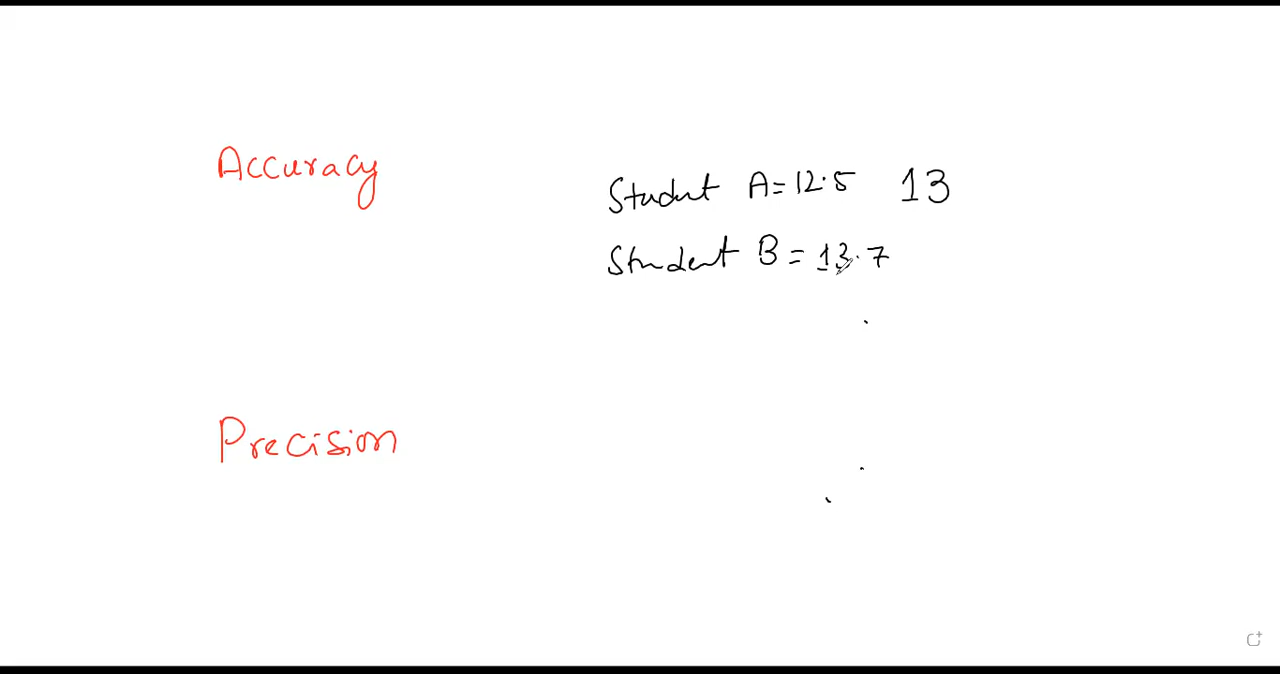 Accuracy
Student A = 12.5 13
Student B = 13.7
Precision